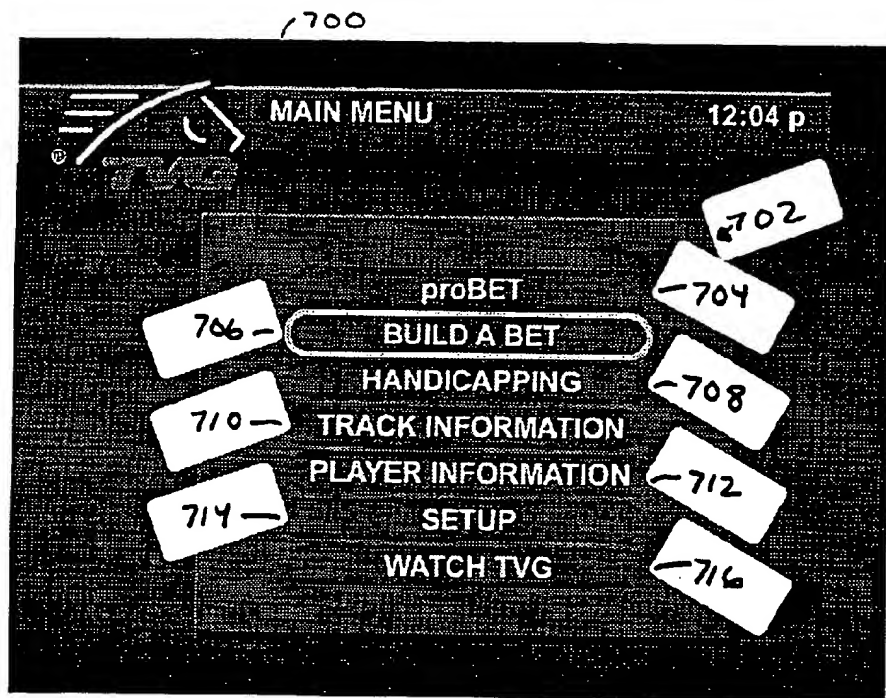 700
MAIN MENU 12:04 p
®
TVG
702
proBET
704
706
BUILD A BET
HANDICAPPING
708
710
TRACK INFORMATION
PLAYER INFORMATION
712
714
SETUP
WATCH TVG
716